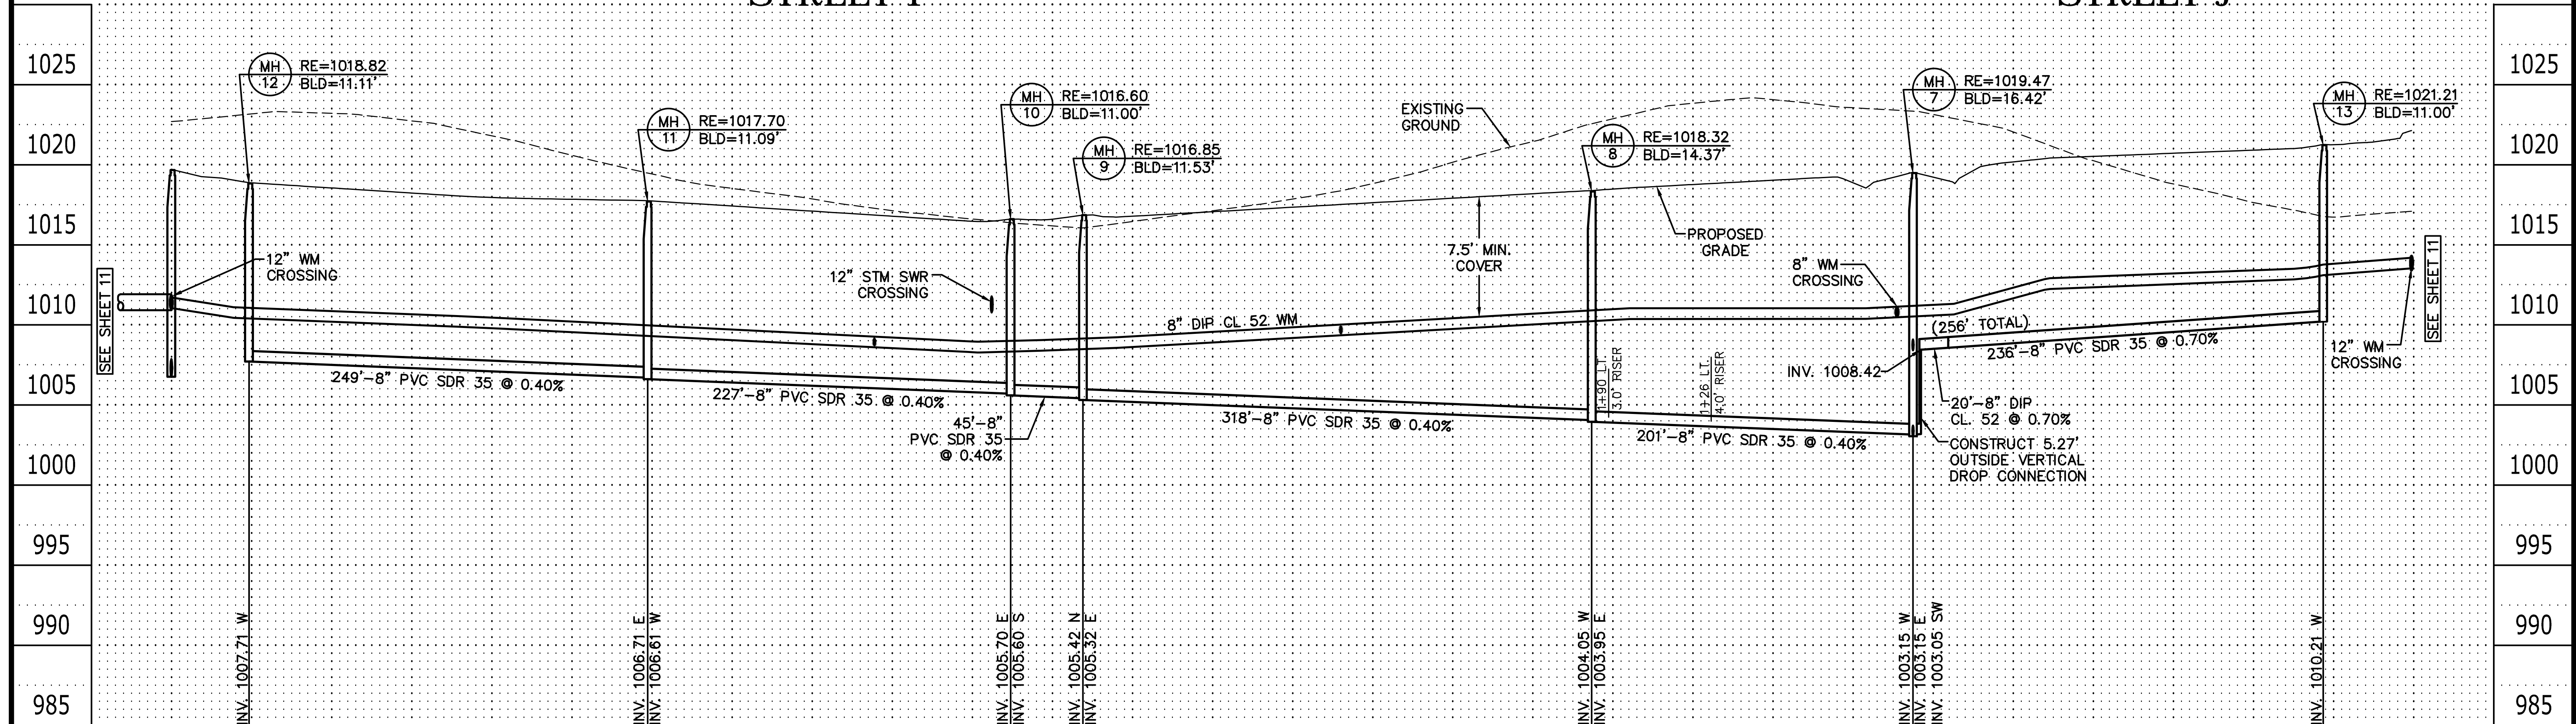 1025
1020
1015
1010
1005
1000
995
990
985
SEE SHEET 11
12" WM
CROSSING
MH
12
RE=1018.82
BLD=11.11'
249'-8" PVC SDR 35 @ 0.40%
MH
11
RE=1017.70
BLD=11.09'
227'-8" PVC SDR 35 @ 0.40%
12" STM SWR
CROSSING
MH
10
RE=1016.60
BLD=11.00'
45'-8"
PVC SDR 35
@ 0.40%
MH
9
RE=1016.85
BLD=11.53'
8" DIP CL 52 WM
318'-8" PVC SDR 35 @ 0.40%
EXISTING
GROUND
7.5' MIN.
COVER
MH
8
RE=1018.32
BLD=14.37'
PROPOSED
GRADE
1+90 LT
3.0' RISER
1+26 LT.
4.0' RISER
201'-8" PVC SDR 35 @ 0.40%
8" WM
CROSSING
INV. 1008.42
MH
7
RE=1019.47
BLD=16.42'
(256' TOTAL)
236'-8" PVC SDR 35 @ 0.70%
20'-8" DIP
CL. 52 @ 0.70%
CONSTRUCT 5.27'
OUTSIDE VERTICAL
DROP CONNECTION
MH
13
RE=1021.21
BLD=11.00'
12" WM
CROSSING
SEE SHEET 11
INV. 1007.71 W
INV. 1006.71 E
INV. 1006.61 W
INV. 1005.70 E
INV. 1005.60 S
INV. 1005.42 N
INV. 1005.32 E
INV. 1004.05 W
INV. 1003.95 E
INV. 1003.15 W
INV. 1003.15 E
INV. 1003.05 SW
INV. 1010.21 W
1025
1020
1015
1010
1005
1000
995
990
985